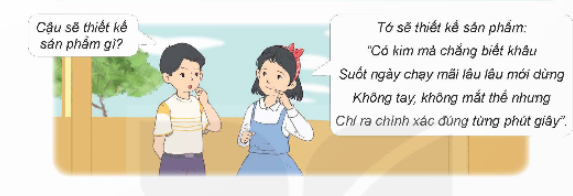 Cậu sẽ thiết kế
sản phẩm gì?
Tớ sẽ thiết kế sản phẩm:
"Có kim mà chẳng biết khâu
Suốt ngày chạy mãi lâu lâu mới dừng
Không tay, không mắt thế nhưng
Chỉ ra chính xác đúng từng phút giây".